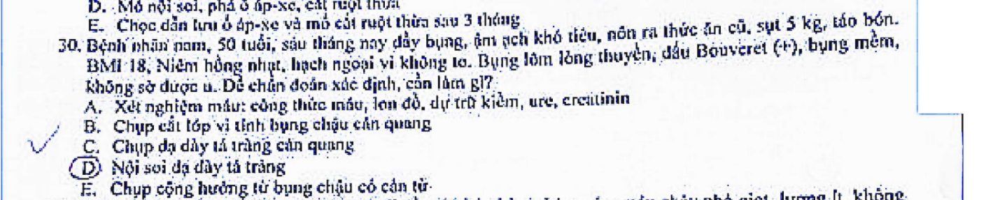 D. Mổ nội soi, phá ổ áp-xe, cắt ruột thừa
E. Chọc dẫn lưu ổ áp-xe và mổ cắt ruột thừa sau 3 tháng
30. Bệnh nhân nam, 50 tuổi, sáu tháng nay đầy bụng, ậm ạch khó tiêu, nôn ra thức ăn cũ, sụt 5 kg, táo bón.
BMI 18, Niêm hồng nhạt, hạch ngoại vi không to. Bụng lõm lòng thuyền, dấu Bouveret (+), bụng mềm,
không sờ được u. Để chẩn đoán xác định, cần làm gì?
A. Xét nghiệm máu: công thức máu, ion đồ, dự trữ kiềm, ure, creatinin
B. Chụp cắt lớp vi tính bụng chậu cản quang
C. Chụp dạ dày tá tràng cản quang
D. Nội soi dạ dày tá tràng
E. Chụp cộng hưởng từ bụng chậu có cản từ
giọt, lượng ít, không